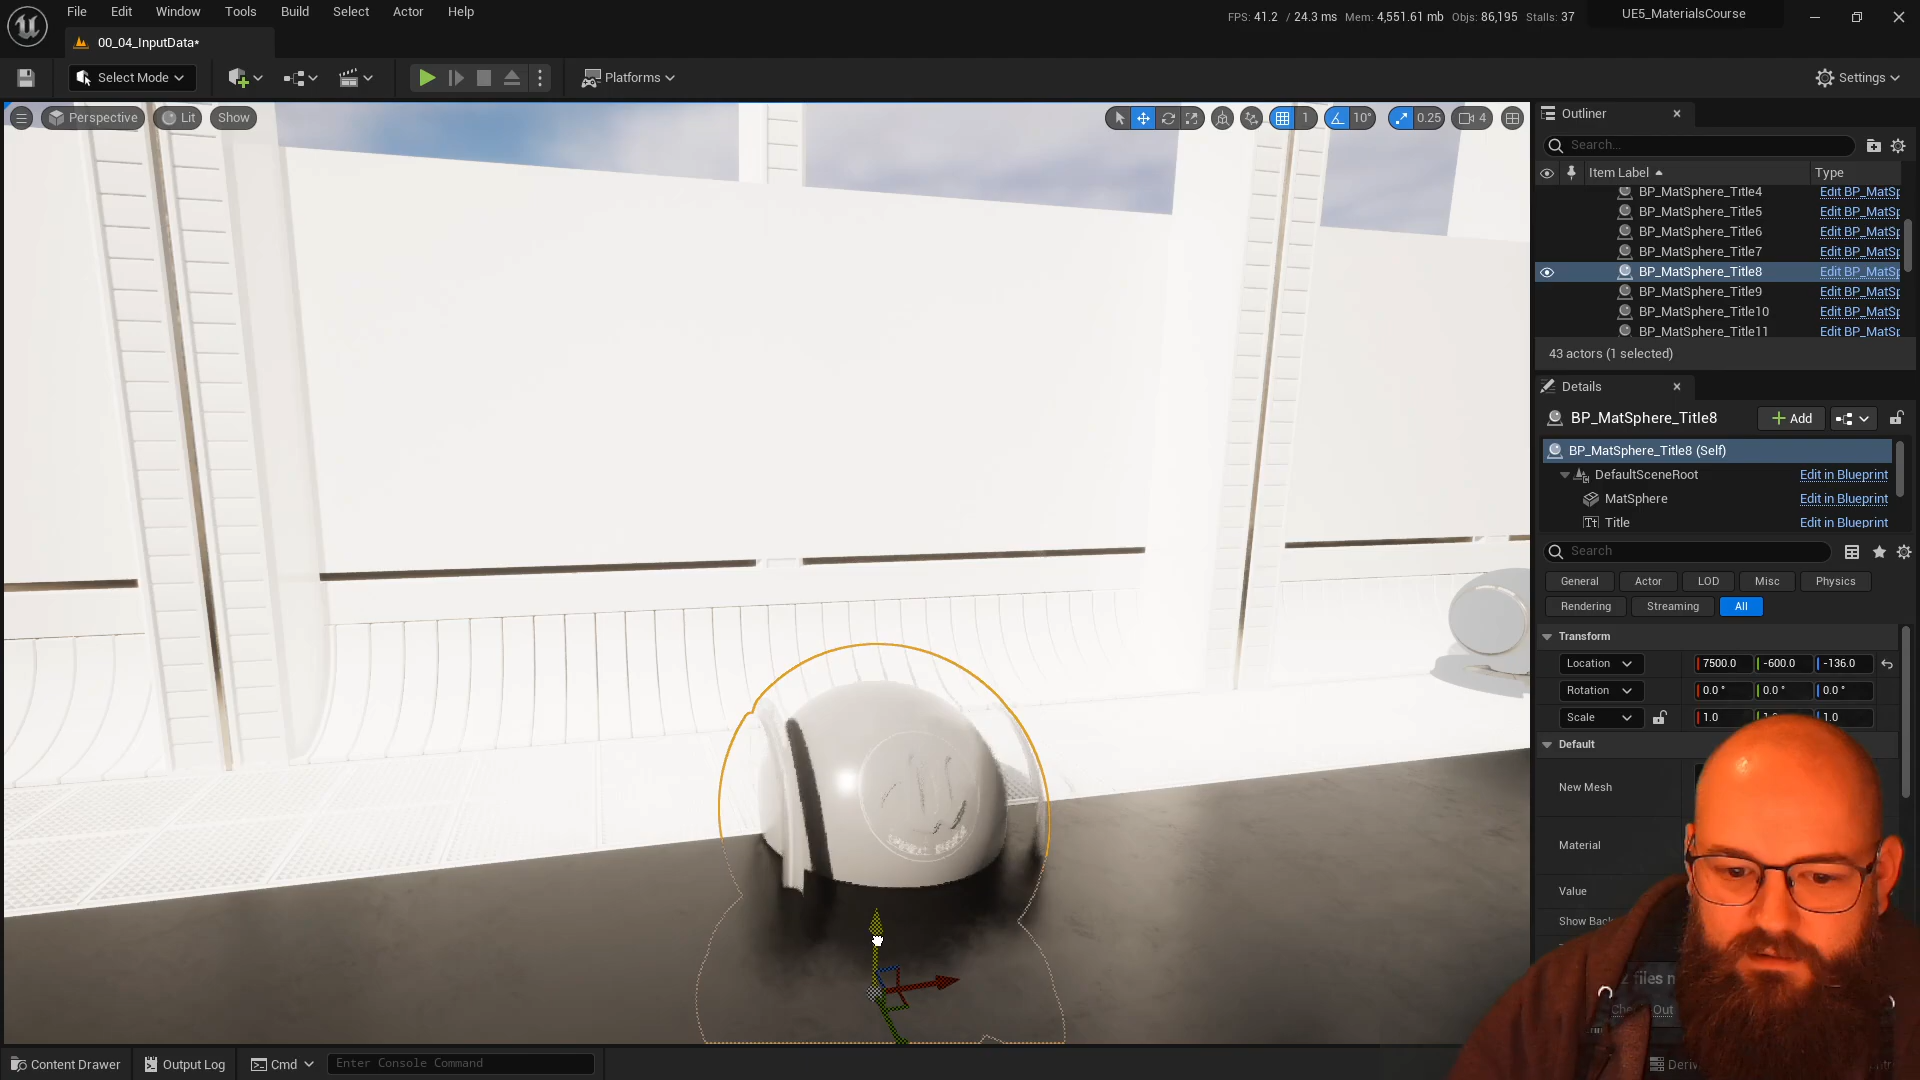 File Edit Window Tools Build Select Actor Help
FPS: 41.2 / 24.3 ms Mem: 4,551.61 mb Objs: 86,195 Stalls: 37
UE5_MaterialsCourse
00_04_InputData*
Select Mode
Platforms
Settings
Perspective Lit Show
1 10° 0.25 4
Outliner
Search...
Item Label Type
BP_MatSphere_Title4 Edit BP_MatSp
BP_MatSphere_Title5 Edit BP_MatSp
BP_MatSphere_Title6 Edit BP_MatSp
BP_MatSphere_Title7 Edit BP_MatSp
BP_MatSphere_Title8 Edit BP_MatSp
BP_MatSphere_Title9 Edit BP_MatSp
BP_MatSphere_Title10 Edit BP_MatSp
BP_MatSphere_Title11 Edit BP_MatSp
43 actors (1 selected)
Details
BP_MatSphere_Title8 Add
BP_MatSphere_Title8 (Self)
DefaultSceneRoot Edit in Blueprint
MatSphere Edit in Blueprint
Title Edit in Blueprint
Search
General Actor LOD Misc Physics
Rendering Streaming All
Transform
Location 7500.0 -600.0 -136.0
Rotation 0.0° 0.0° 0.0°
Scale 1.0 1.0 1.0
Default
New Mesh
Material
Value
Show Bac
files n
Out
Content Drawer Output Log Cmd Enter Console Command
Deriv